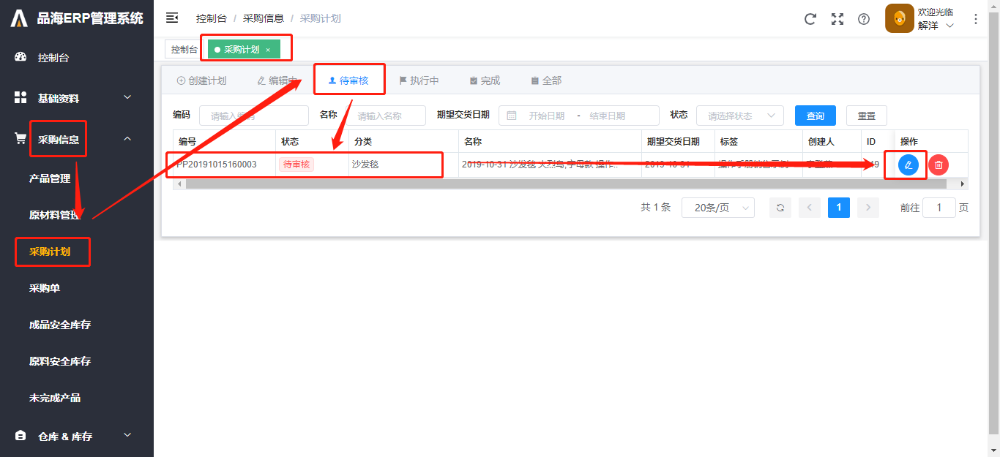 品海ERP管理系统
控制台 / 采购信息 / 采购计划
欢迎光临
解洋
控制台
基础资料
采购信息
产品管理
原材料管理
采购计划
采购单
成品安全库存
原料安全库存
未完成产品
仓库 & 库存
控制台
采购计划 ×
创建计划 编辑中 待审核 执行中 完成 全部
编码 请输入编码 名称 请输入名称 期望交货日期 开始日期 - 结束日期 状态 请选择状态 查询 重置
编号 状态 分类 名称 期望交货日期 标签 创建人 ID 操作
PP20191015160003 待审核 沙发毯 2019-10-31 沙发毯 火烈鸟,字母款 操作.. 2019-10-31 操作手册销售示例
共 1 条 20条/页 1 前往 1 页